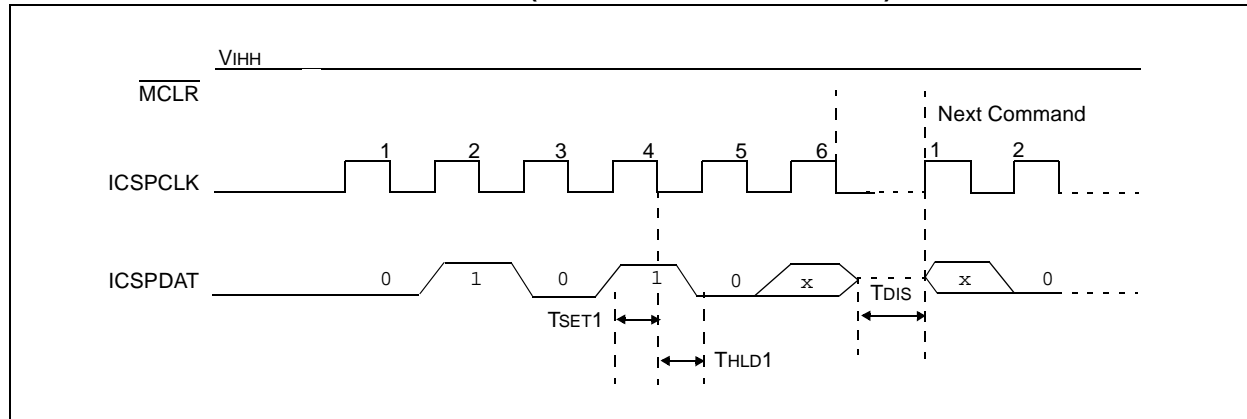 VIHH
MCLR
Next Command
1 2 3 4 5 6 1 2
ICSPCLK
ICSPDAT
0 1 0 1 0 x x 0
TDIS
TSET1
THLD1